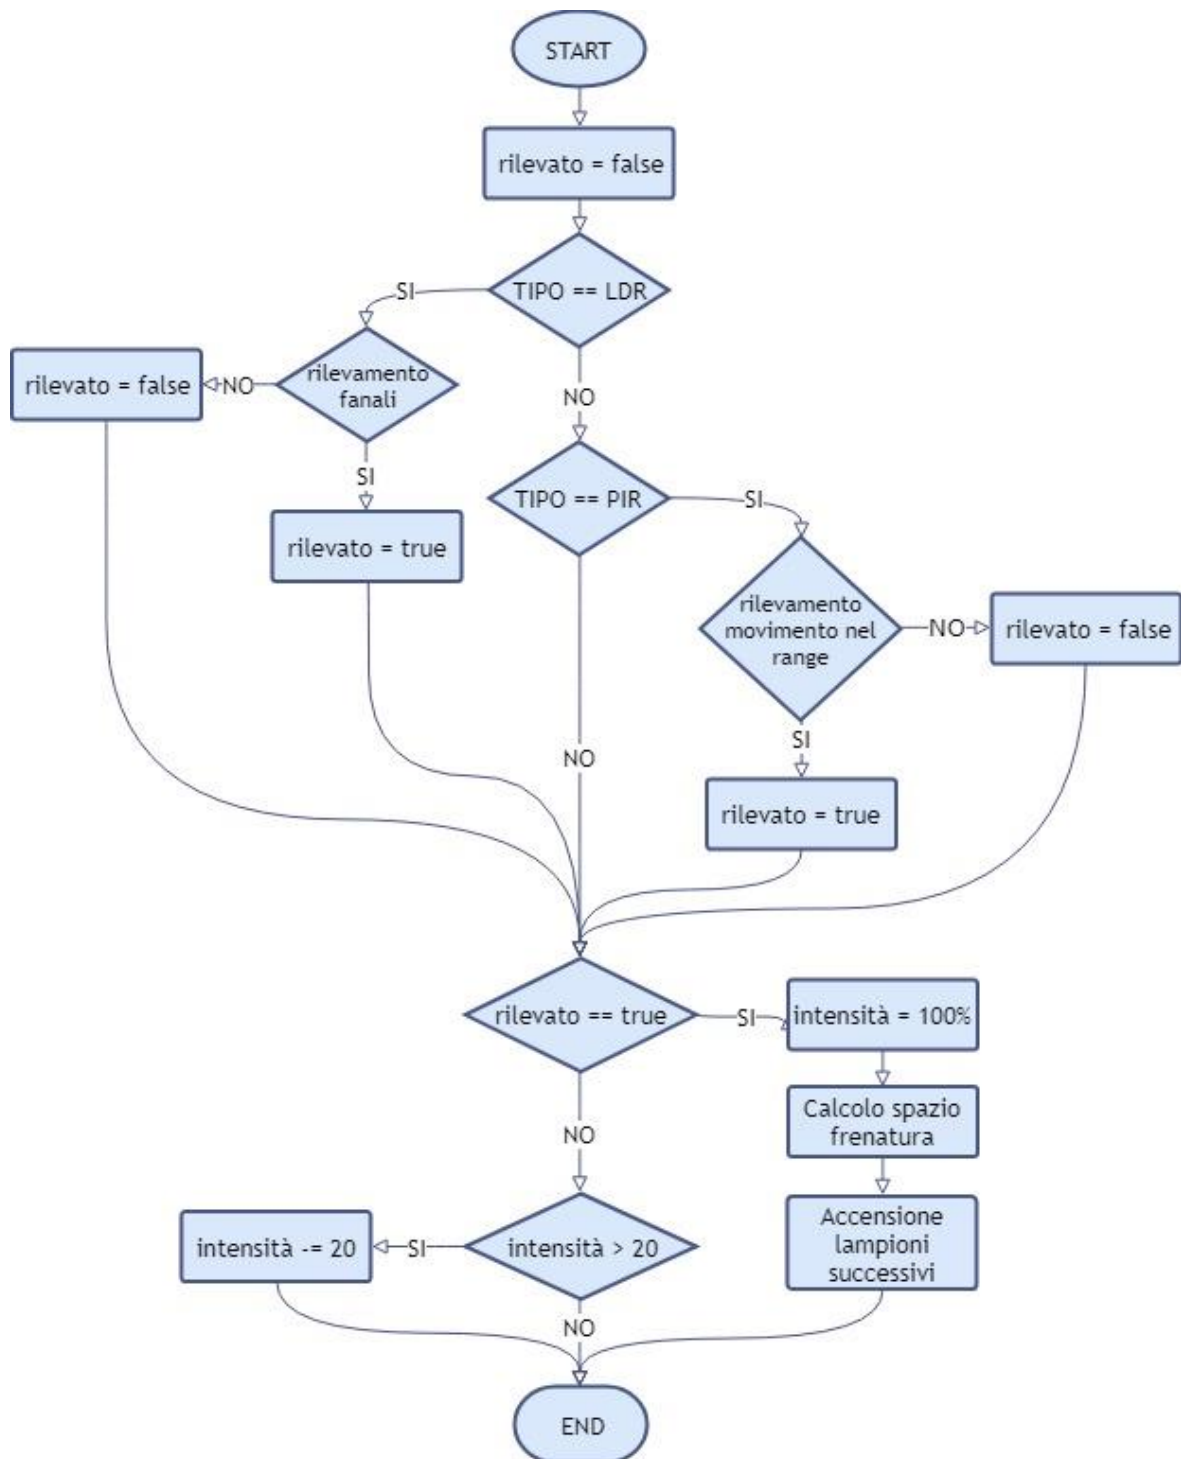 START
rilevato = false
TIPO == LDR
SI
rilevamento
fanali
NO
rilevato = false
SI
rilevato = true
NO
TIPO == PIR
SI
rilevamento
movimento nel
range
NO
rilevato = false
SI
rilevato = true
NO
rilevato == true
SI
intensità = 100%
Calcolo spazio
frenatura
Accensione
lampioni
successivi
NO
intensità > 20
SI
intensità -= 20
NO
END